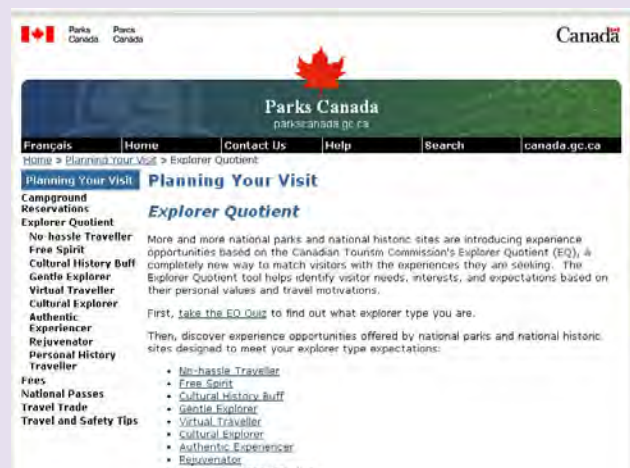 Parks Parcs
Canada Canada
Canada
Parks Canada
parkscanada.gc.ca
Français Home Contact Us Help Search canada.gc.ca
Home > Planning Your Visit > Explorer Quotient
Planning Your Visit
Campground
Reservations
Explorer Quotient
No-hassle Traveller
Free Spirit
Cultural History Buff
Gentle Explorer
Virtual Traveller
Cultural Explorer
Authentic
Experiencer
Rejuvenator
Personal History
Traveller
Fees
National Passes
Travel Trade
Travel and Safety Tips
Planning Your Visit
Explorer Quotient
More and more national parks and national historic sites are introducing experience
opportunities based on the Canadian Tourism Commission's Explorer Quotient (EQ), a
completely new way to match visitors with the experiences they are seeking. The
Explorer Quotient tool helps identify visitor needs, interests, and expectations based on
their personal values and travel motivations.
First, take the EQ Quiz to find out what explorer type you are.
Then, discover experience opportunities offered by national parks and national historic
sites designed to meet your explorer type expectations:
• No-hassle Traveller
• Free Spirit
• Cultural History Buff
• Gentle Explorer
• Virtual Traveller
• Cultural Explorer
• Authentic Experiencer
• Rejuvenator